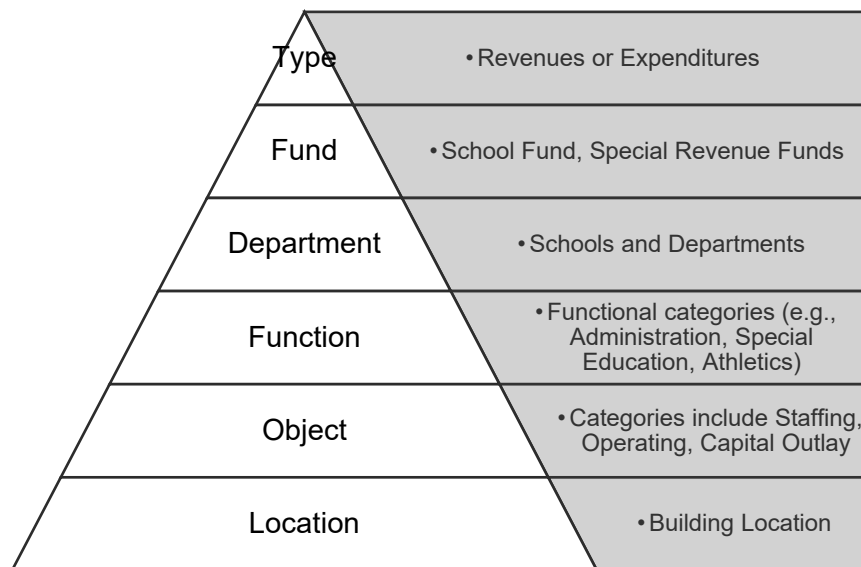 Type
• Revenues or Expenditures
Fund
• School Fund, Special Revenue Funds
Department
• Schools and Departments
Function
• Functional categories (e.g.,
Administration, Special
Education, Athletics)
Object
• Categories include Staffing,
Operating, Capital Outlay
Location
• Building Location